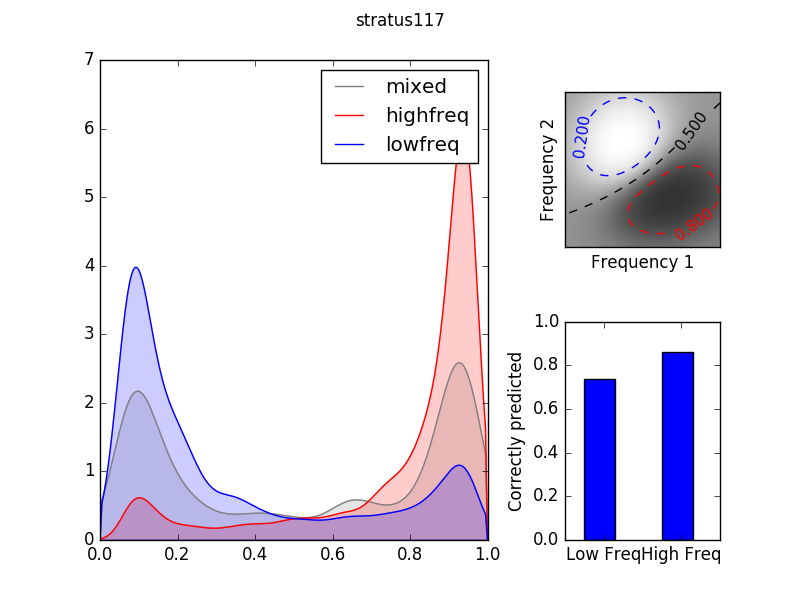 stratus117
7
6
5
4
3
2
1
0
0.0 0.2 0.4 0.6 0.8 1.0
mixed
highfreq
lowfreq
Frequency 2
0.200
0.500
0.800
Frequency 1
Correctly predicted
1.0
0.8
0.6
0.4
0.2
0.0
Low Freq High Freq